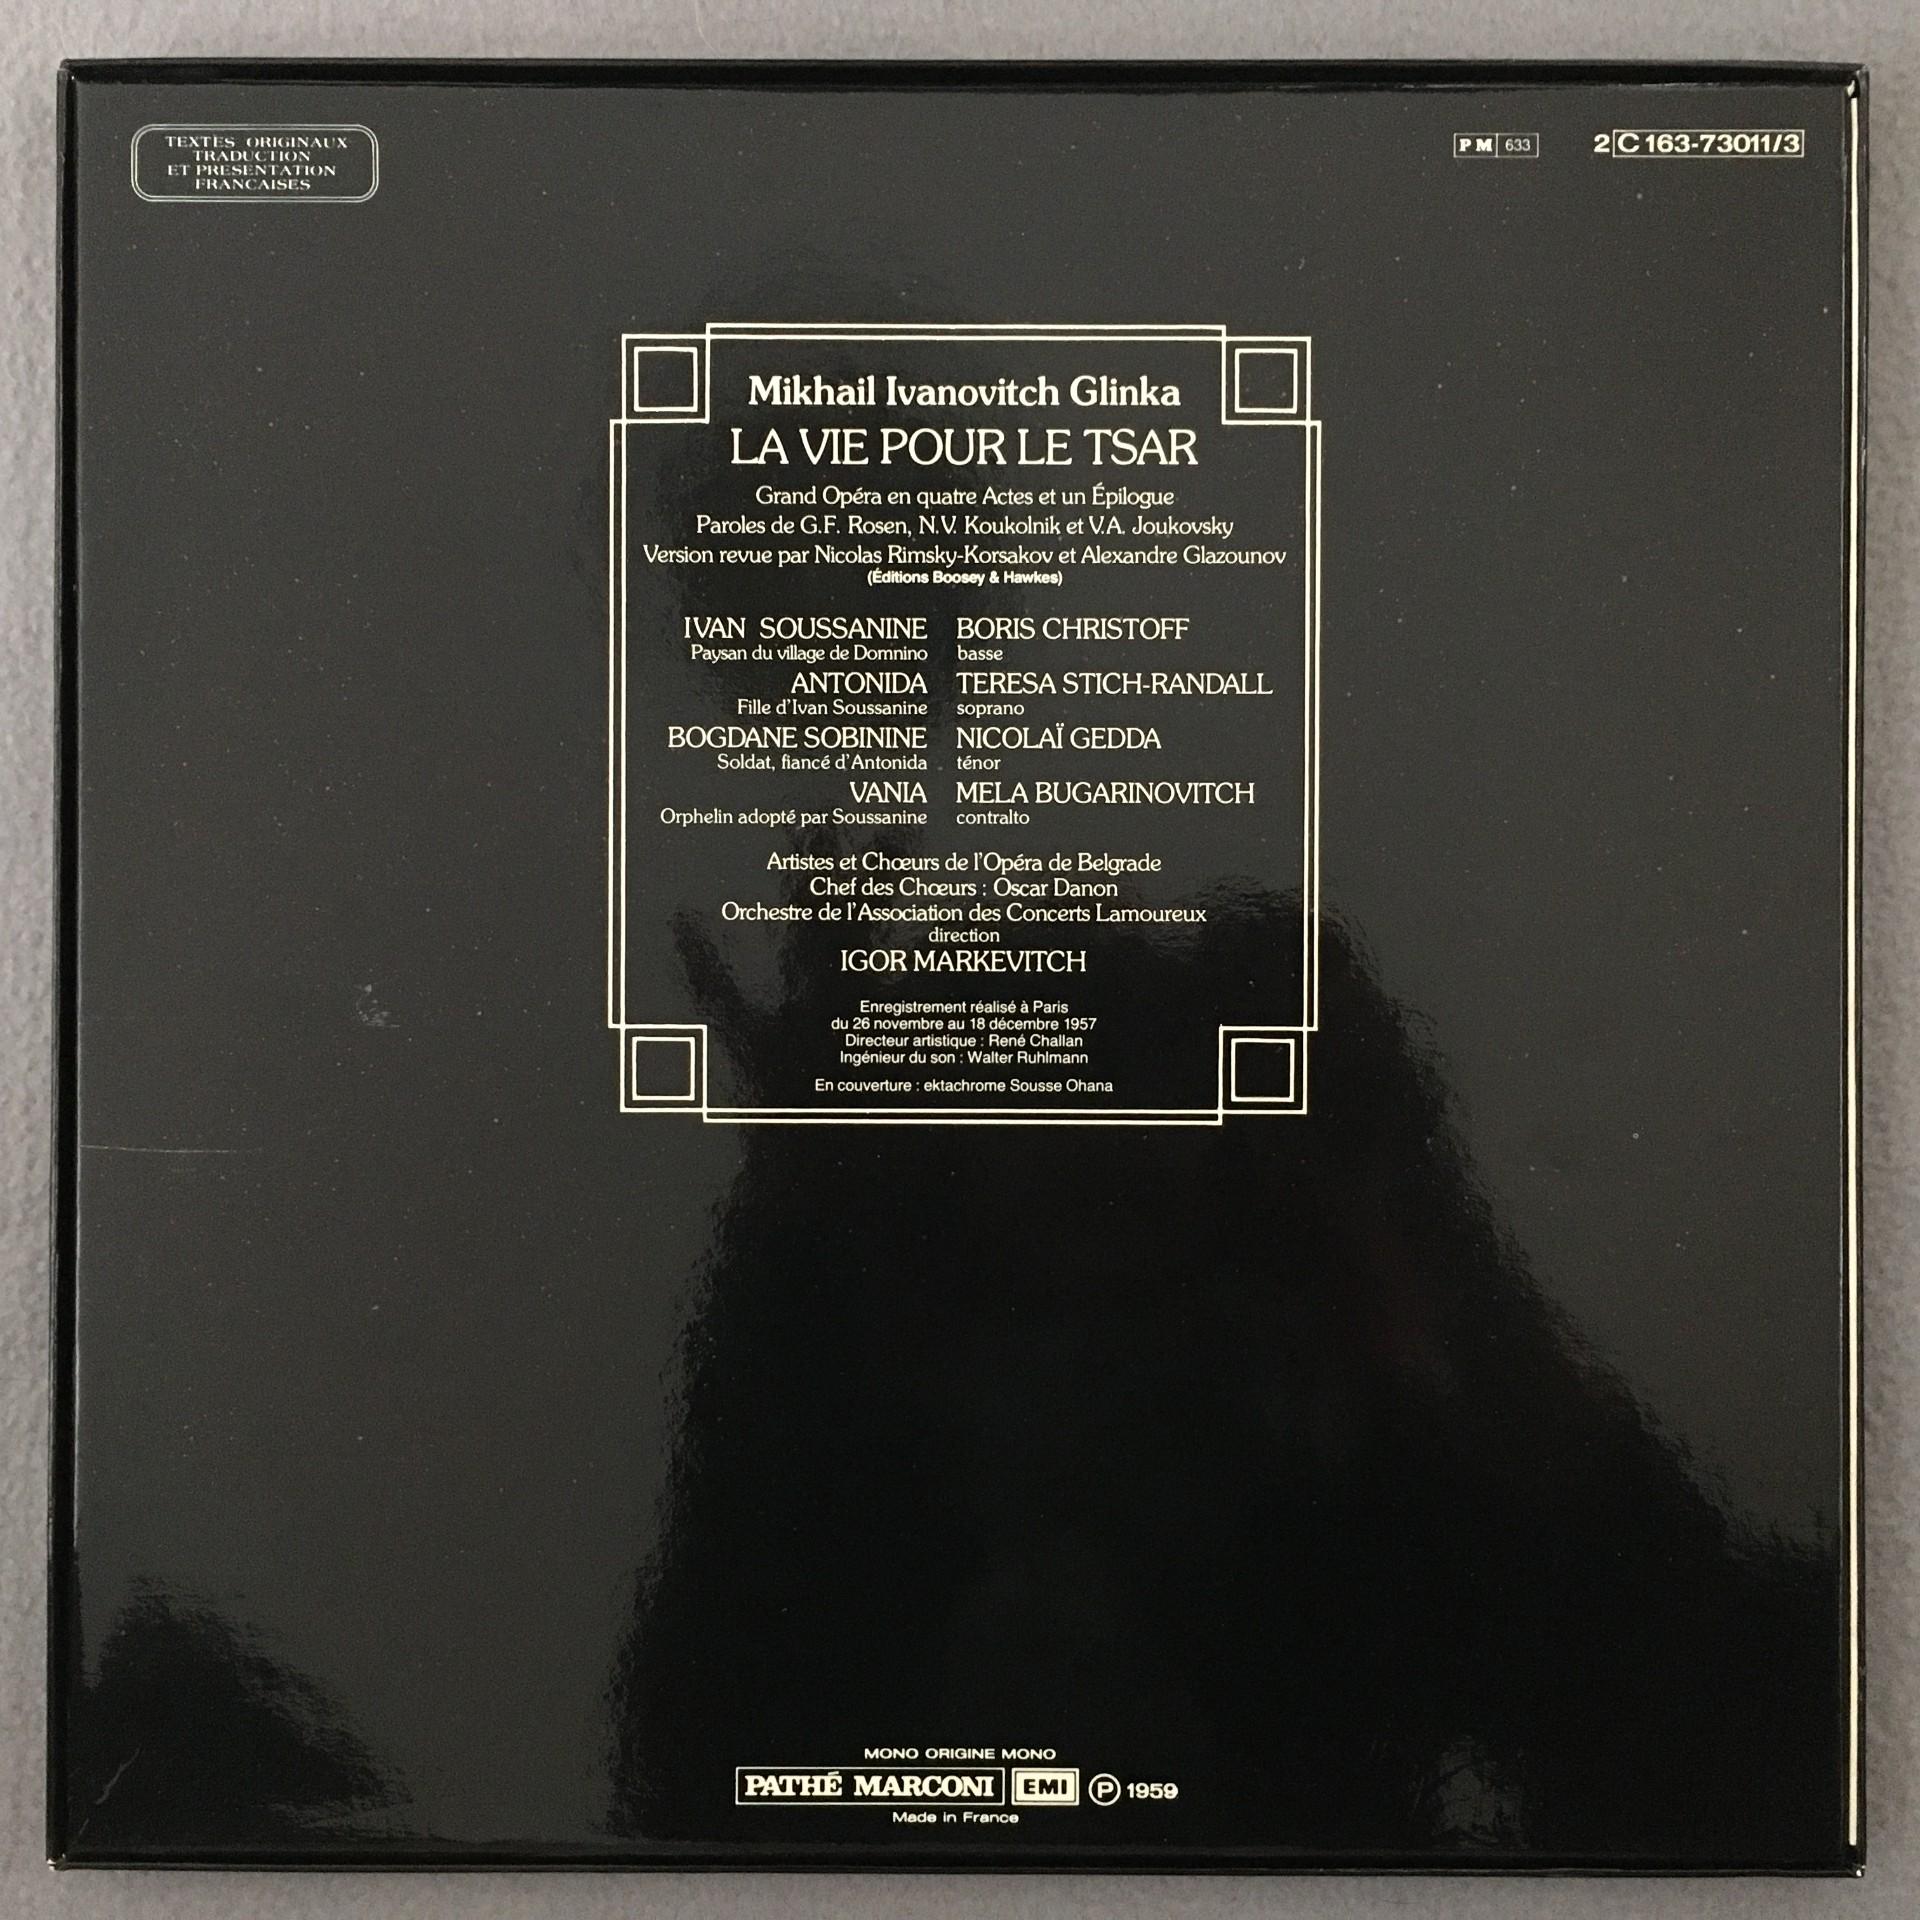 TEXTES ORIGINAUX
TRADUCTION
ET PRESENTATION
FRANCAISES
PM 633
2 C 163-73011/3
Mikhail Ivanovitch Glinka
LA VIE POUR LE TSAR
Grand Opéra en quatre Actes et un Épilogue
Paroles de G.F. Rosen, N.V. Koukolnik et V.A. Joukovsky
Version revue par Nicolas Rimsky-Korsakov et Alexandre Glazounov
(Éditions Boosey & Hawkes)
IVAN SOUSSANINE BORIS CHRISTOFF
Paysan du village de Domnino basse
ANTONIDA TERESA STICH-RANDALL
Fille d'Ivan Soussanine soprano
BOGDANE SOBININE NICOLAÏ GEDDA
Soldat, fiancé d'Antonida ténor
VANIA MELA BUGARINOVITCH
Orphelin adopté par Soussanine contralto
Artistes et Chœurs de l'Opéra de Belgrade
Chef des Chœurs : Oscar Danon
Orchestre de l'Association des Concerts Lamoureux
direction
IGOR MARKEVITCH
Enregistrement réalisé à Paris
du 26 novembre au 18 décembre 1957
Directeur artistique : René Challan
Ingénieur du son : Walter Ruhlmann
En couverture : ektachrome Sousse Ohana
MONO ORIGINE MONO
PATHÉ MARCONI EMI Ⓟ 1959
Made in France